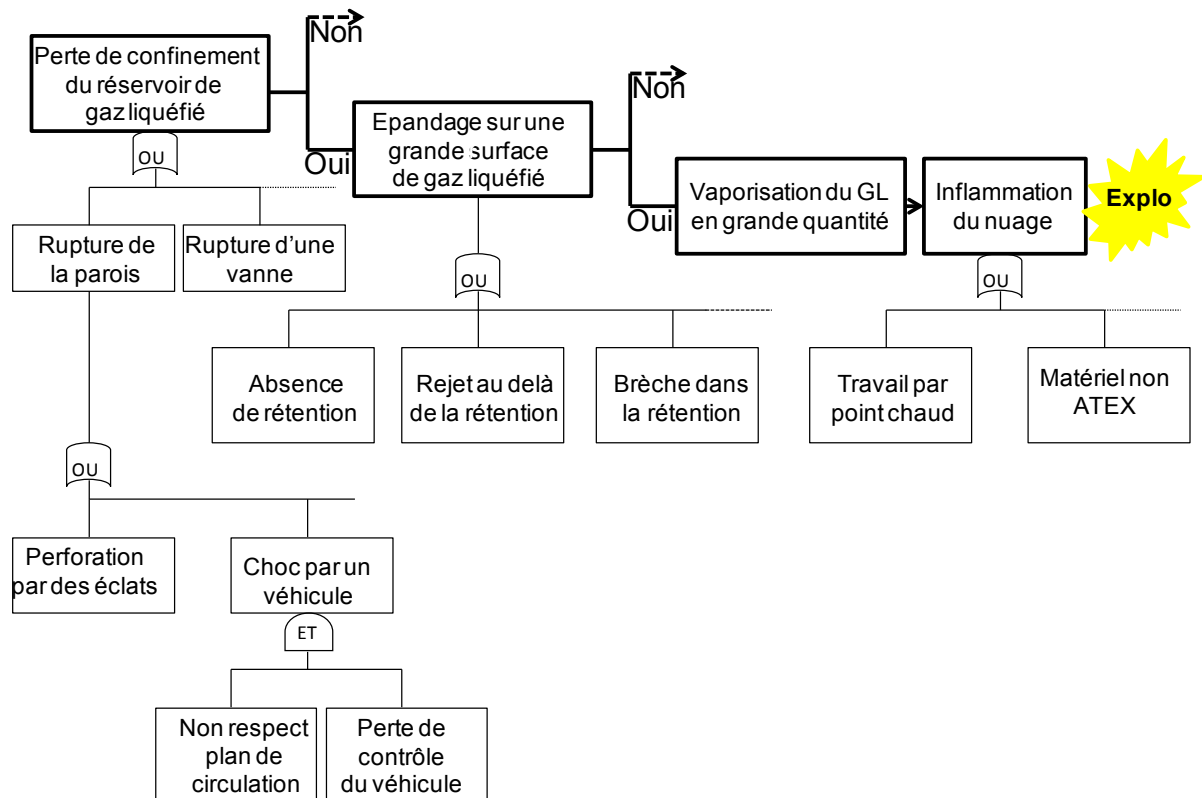 Non
Perte de confinement
du réservoir de
gaz liquéfié
Non
Oui
Epandage sur une
grande surface
de gaz liquéfié
OU
Oui
Vaporisation du GL
en grande quantité
Inflammation
du nuage
Explo
Rupture de
la parois
Rupture d’une
vanne
OU
OU
Absence
de rétention
Rejet au delà
de la rétention
Brèche dans
la rétention
Travail par
point chaud
Matériel non
ATEX
OU
Perforation
par des éclats
Choc par un
véhicule
ET
Non respect
plan de
circulation
Perte de
contrôle
du véhicule